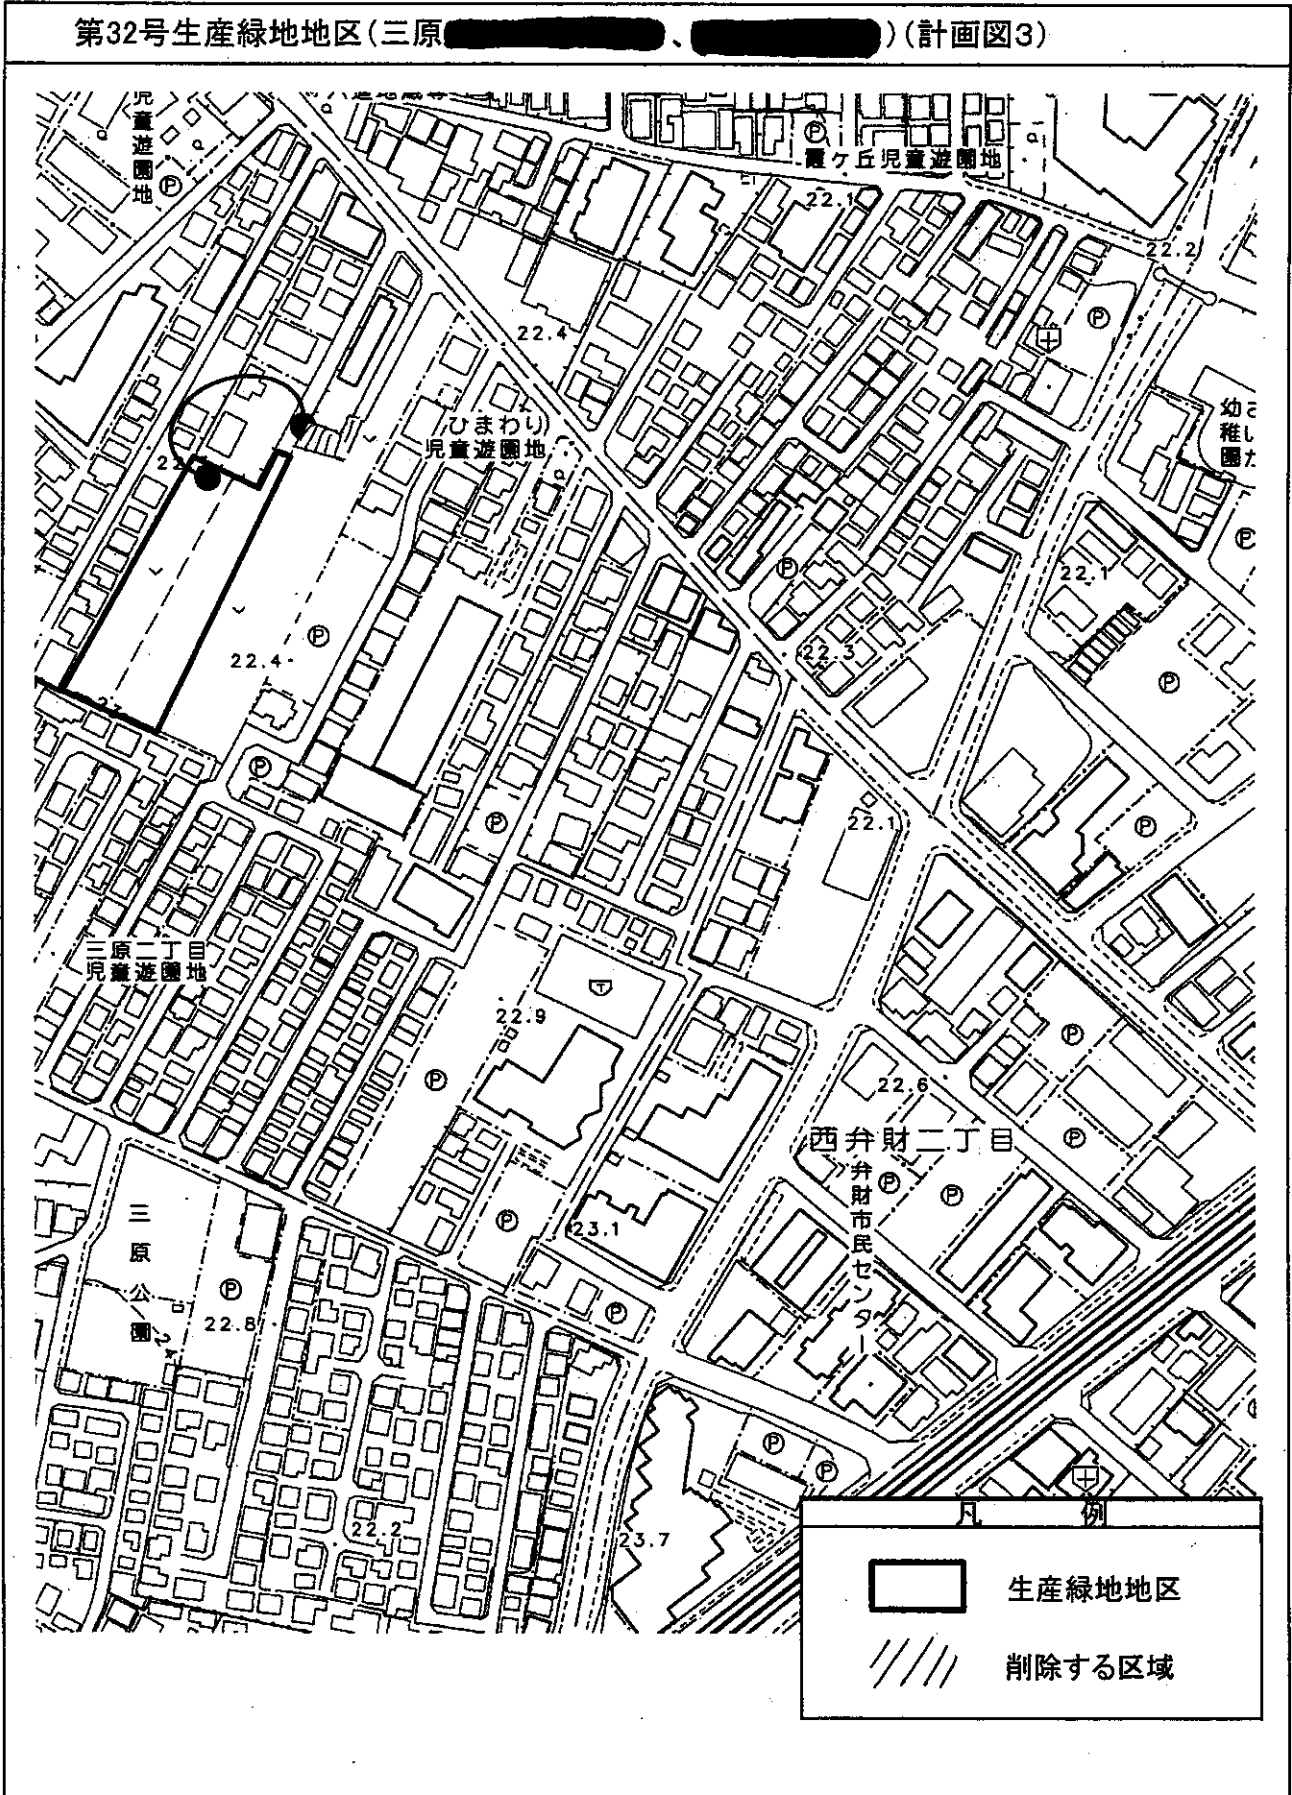 第32号生産緑地地区(三原 、 )(計画図3)
児童遊園地
Ⓟ
Ⓟ
霞ヶ丘児童遊園地
22.1
22.2
22.4
Ⓟ
ひまわり
児童遊園地
幼稚園
Ⓟ
22.1
Ⓟ
Ⓟ
22.4
22.3
Ⓟ
Ⓟ
22.1
Ⓟ
Ⓟ
三原二丁目
児童遊園地
22.9
Ⓟ
Ⓟ
22.6
西弁財二丁目
Ⓟ
弁財市民センター
Ⓟ
Ⓟ
三原公園
Ⓟ
23.1
Ⓟ
22.8
Ⓟ
Ⓟ
Ⓟ
22.2
23.7
凡 例
生産緑地地区
削除する区域